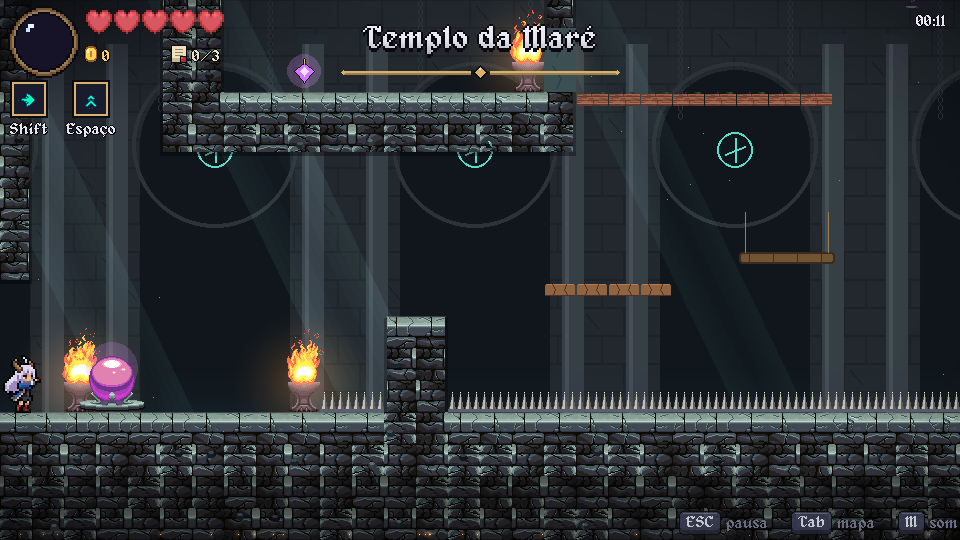 Templo da Maré
00:11
0
0/3
Shift
Espaço
ESC pausa
Tab mapa
M som